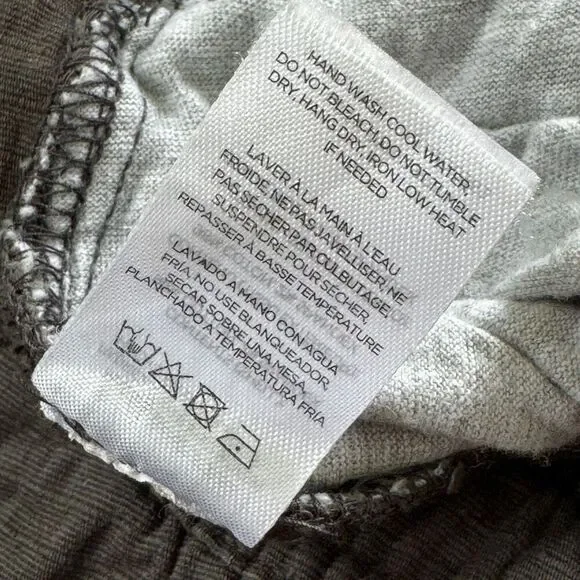 HAND WASH COOL WATER,
DO NOT BLEACH, DO NOT TUMBLE
DRY. HANG DRY. IRON LOW HEAT
IF NEEDED
LAVER À LA MAIN À L'EAU
FROIDE, NE PAS JAVELLISER, NE
PAS SÉCHER PAR CULBUTAGE,
SUSPENDRE POUR SÉCHER,
REPASSER À BASSE TEMPÉRATURE
LAVADO A MANO CON AGUA
FRÍA, NO USE BLANQUEADOR
SECAR SOBRE UNA MESA,
PLANCHADO A TEMPERATURA FRÍA